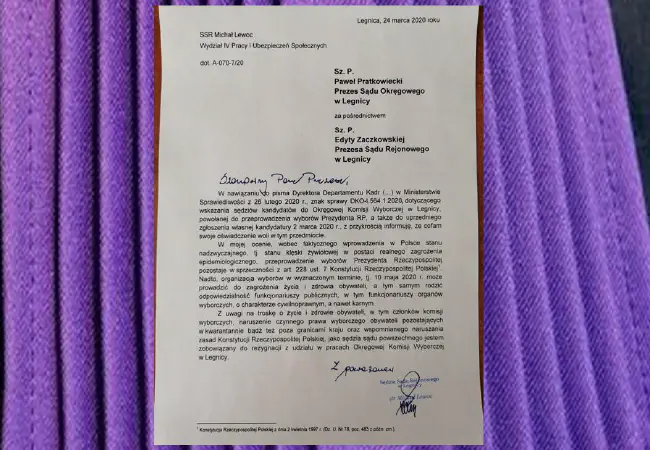 Legnica, 24 marca 2020 roku
SSR Michał Lewoc
Wydział IV Pracy i Ubezpieczeń Społecznych
dot. A-070-7/20
Sz. P.
Paweł Pratkowiecki
Prezes Sądu Okręgowego
w Legnicy
za pośrednictwem
Sz. P.
Edyty Zaczkowskiej
Prezesa Sądu Rejonowego
w Legnicy
Szanowny Panie Prezesie,
W nawiązaniu do pisma Dyrektora Departamentu Kadr (...) w Ministerstwie
Sprawiedliwości z 26 lutego 2020 r., znak sprawy dotyczącego
wskazania sędziów kandydatów do Okręgowej Komisji Wyborczej w Legnicy,
powołanej do przeprowadzenia wyborów Prezydenta RP, a także do uprzedniego
zgłoszenia własnej kandydatury 2 marca 2020 r., z przykrością informuję, że cofam
swoje oświadczenie woli w tym przedmiocie.
W mojej ocenie, wobec faktycznego wprowadzenia w Polsce stanu
nadzwyczajnego, tj. stanu klęski żywiołowej w postaci realnego zagrożenia
epidemiologicznego, przeprowadzenie wyborów Prezydenta Rzeczypospolitej
pozostaje w sprzeczności z art. 228 ust. 7 Konstytucji Rzeczypospolitej Polskiej¹.
Nadto, organizacja wyborów w wyznaczonym terminie, tj. 10 maja 2020 r. może
prowadzić do zagrożenia życia i zdrowia obywateli, a tym samym rodzić
odpowiedzialność funkcjonariuszy publicznych, w tym funkcjonariuszy organów
wyborczych, o charakterze cywilnoprawnym, a nawet karnym.
Z uwagi na troskę o życie i zdrowie obywateli, w tym członków komisji
wyborczych, naruszenie czynnego prawa wyborczego obywateli pozostających
w kwarantannie bądź też poza granicami kraju oraz wspomnianego naruszania
zasad Konstytucji Rzeczypospolitej Polskiej, jako sędzia sądu powszechnego jestem
zobowiązany do rezygnacji z udziału w pracach Okręgowej Komisji Wyborczej
w Legnicy.
Z poważaniem
Sędzia Sądu Rejonowego
w Legnicy
Michał Lewoc
¹ Konstytucja Rzeczypospolitej Polskiej z dnia 2 kwietnia 1997 r. (Dz. U. Nr 78, poz. 483 z późn. zm.).